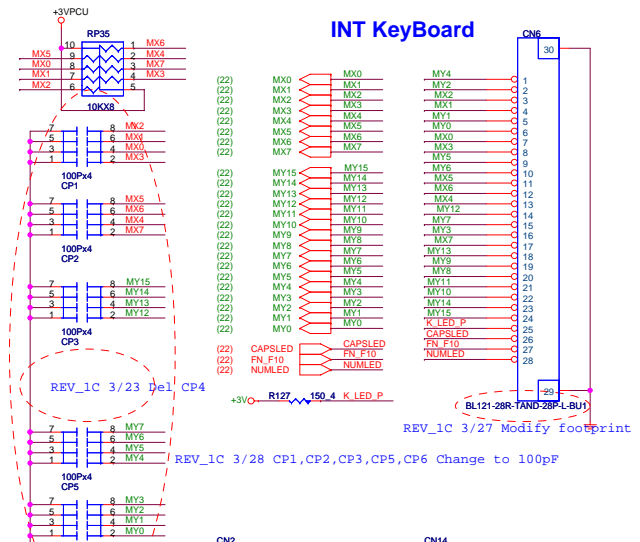 +3VPCU
INT KeyBoard
RP35
10 1 MX6
MX5 9 2 MX4
MX0 8 3 MX7
MX1 7 4 MX3
MX2 6 5
10KX8
7 8 MX2
5 6 MX1
3 4 MX0
1 2 MX3
100Px4
CP1
7 8 MX5
5 6 MX6
3 4 MX4
1 2 MX7
100Px4
CP2
7 8 MY15
5 6 MY14
3 4 MY13
1 2 MY12
100Px4
CP3
REV_1C 3/23 Del CP4
7 8 MY7
5 6 MY6
3 4 MY5
1 2 MY4
100Px4
CP5
7 8 MY3
5 6 MY2
3 4 MY1
1 2 MY0
(22) MX0 MX0
(22) MX1 MX1
(22) MX2 MX2
(22) MX3 MX3
(22) MX4 MX4
(22) MX5 MX5
(22) MX6 MX6
(22) MX7 MX7
(22) MY15 MY15
(22) MY14 MY14
(22) MY13 MY13
(22) MY12 MY12
(22) MY11 MY11
(22) MY10 MY10
(22) MY9 MY9
(22) MY8 MY8
(22) MY7 MY7
(22) MY6 MY6
(22) MY5 MY5
(22) MY4 MY4
(22) MY3 MY3
(22) MY2 MY2
(22) MY1 MY1
(22) MY0 MY0
(22) CAPSLED CAPSLED
(22) FN_F10 FN_F10
(22) NUMLED NUMLED
+3V R127 150_4 K_LED_P
CN6
30
MY4 1
MY2 2
MX2 3
MX1 4
MY1 5
MY0 6
MX0 7
MX3 8
MY5 9
MY6 10
MX5 11
MX6 12
MX4 13
MY12 14
MY7 15
MY3 16
MX7 17
MY13 18
MY9 19
MY8 20
MY11 21
MY10 22
MY14 23
MY15 24
K_LED_P 25
CAPSLED 26
FN_F10 27
NUMLED 28
29
BL121-28R-TAND-28P-L-BU1
REV_1C 3/27 Modify footprint
REV_1C 3/28 CP1,CP2,CP3,CP5,CP6 Change to 100pF
CN2
CN14